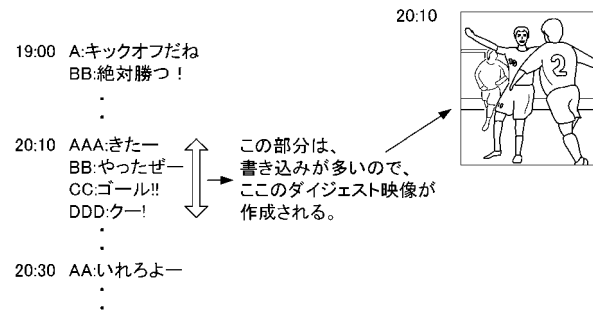 20:10
19:00 A:キックオフだね
BB:絶対勝つ！
20:10 AAA:きたー
BB:やったぜー
CC:ゴール!!
DDD:クー!
この部分は、
書き込みが多いので、
ここのダイジェスト映像が
作成される。
2
20:30 AA:いれろよー